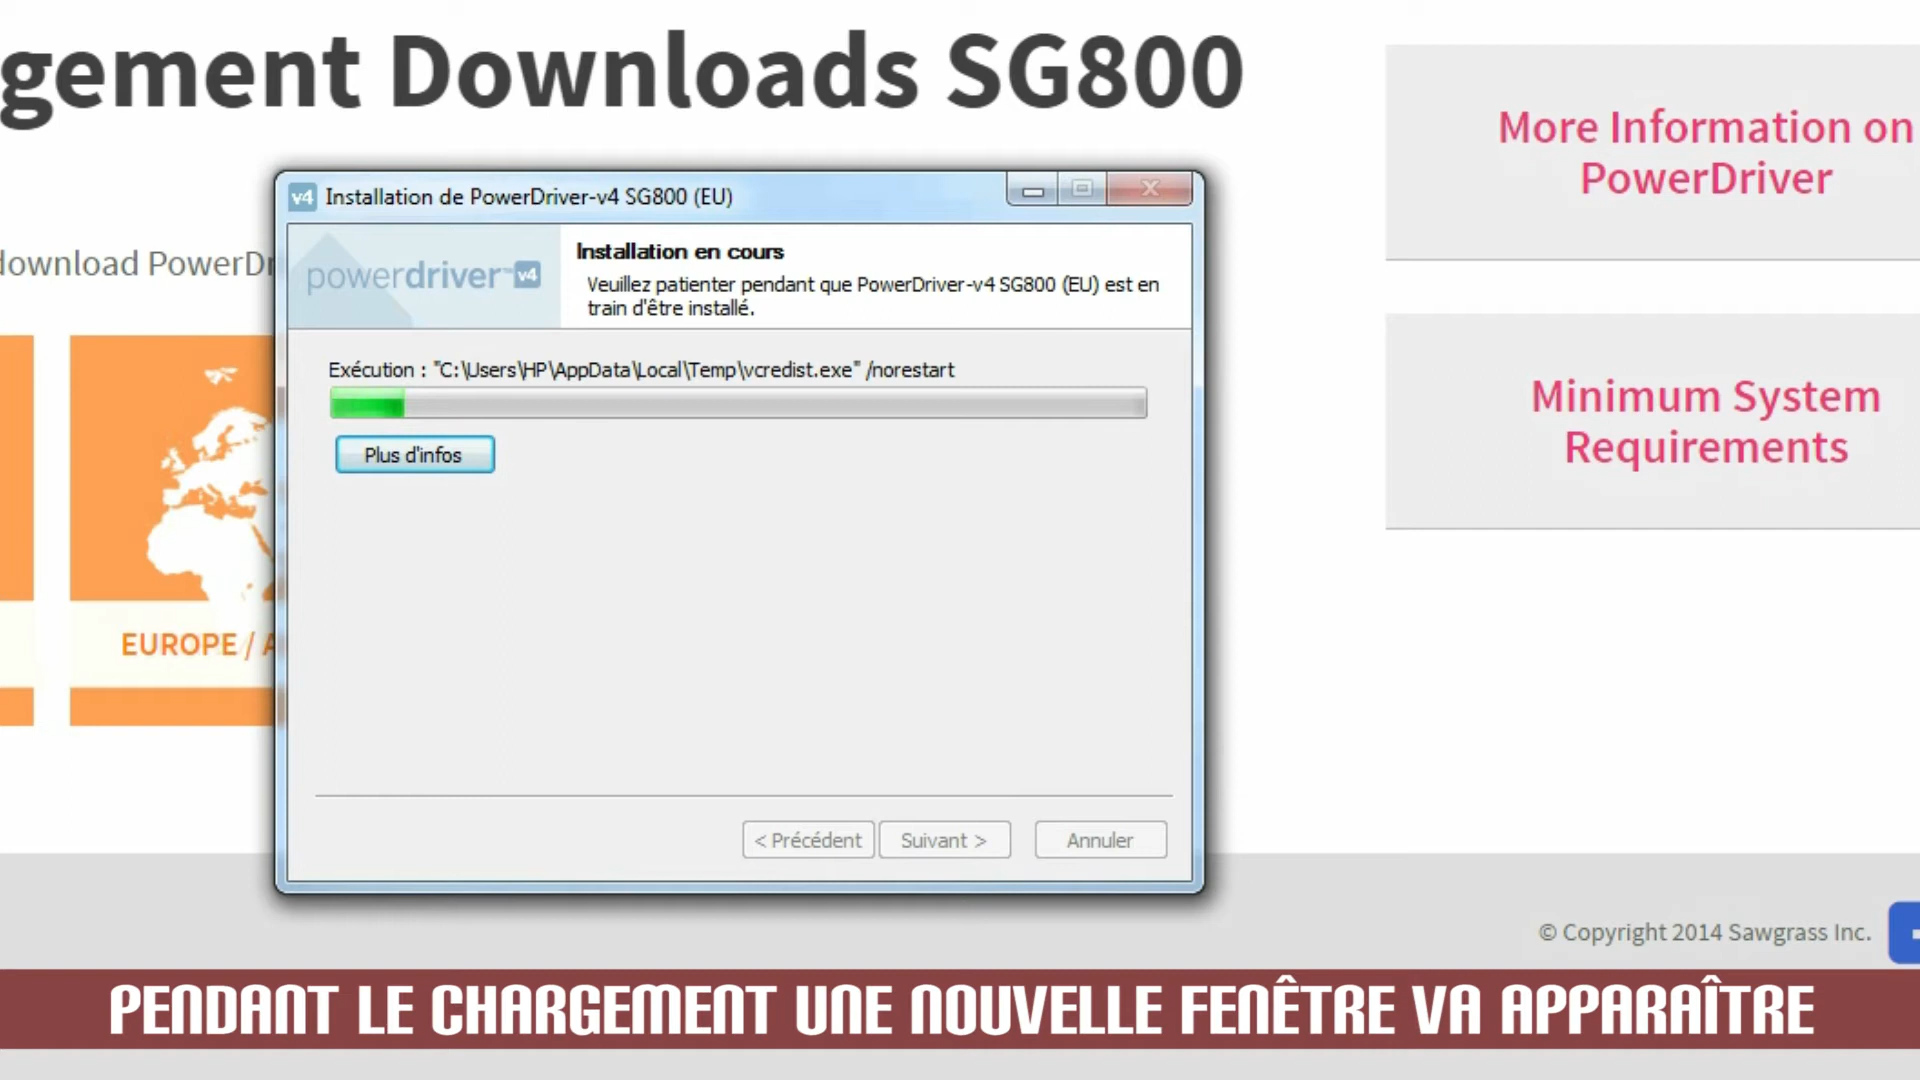 gement Downloads SG800
More Information on
PowerDriver
v4 Installation de PowerDriver-v4 SG800 (EU)
powerdriver™ v4
Installation en cours
Veuillez patienter pendant que PowerDriver-v4 SG800 (EU) est en
train d'être installé.
download PowerDr
Exécution : "C:\Users\HP\AppData\Local\Temp\vcredist.exe" /norestart
Plus d'infos
Minimum System
Requirements
EUROPE / A
< Précédent
Suivant >
Annuler
© Copyright 2014 Sawgrass Inc.
PENDANT LE CHARGEMENT UNE NOUVELLE FENÊTRE VA APPARAÎTRE